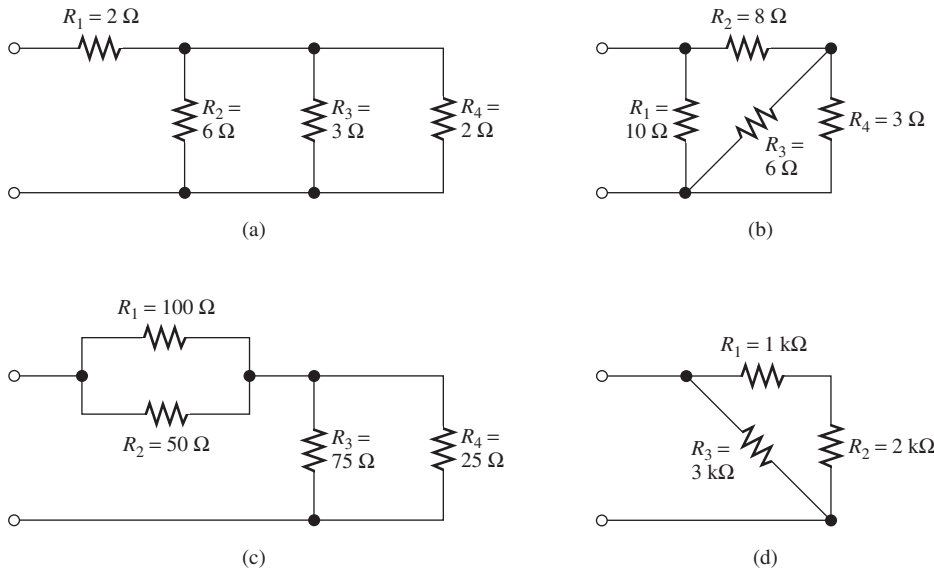 R1 = 2 Ω
R2 =
6 Ω
R3 =
3 Ω
R4 =
2 Ω
(a)
R2 = 8 Ω
R1 =
10 Ω
R3 =
6 Ω
R4 = 3 Ω
(b)
R1 = 100 Ω
R2 = 50 Ω
R3 =
75 Ω
R4 =
25 Ω
(c)
R1 = 1 kΩ
R3 =
3 kΩ
R2 = 2 kΩ
(d)